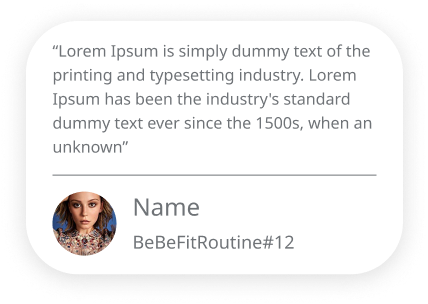 “Lorem Ipsum is simply dummy text of the
printing and typesetting industry. Lorem
Ipsum has been the industry's standard
dummy text ever since the 1500s, when an
unknown”
Name
BeBeFitRoutine#12